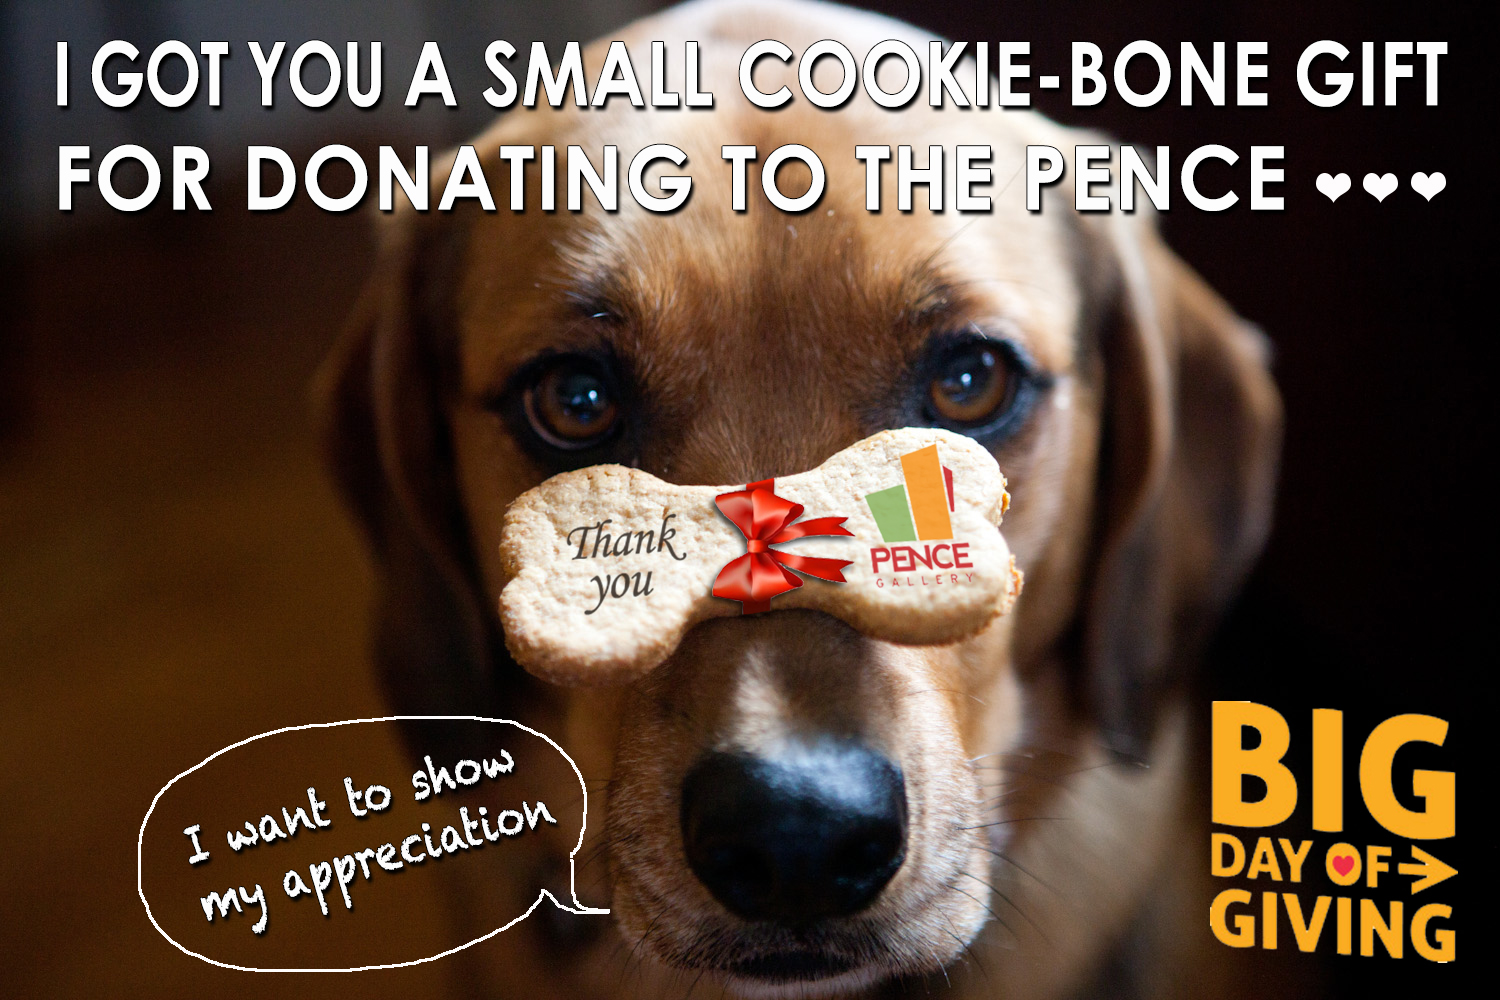 I GOT YOU A SMALL COOKIE-BONE GIFT
FOR DONATING TO THE PENCE ❤❤❤
Thank
you
PENCE
GALLERY
I want to show
my appreciation
BIG
DAY OF
GIVING